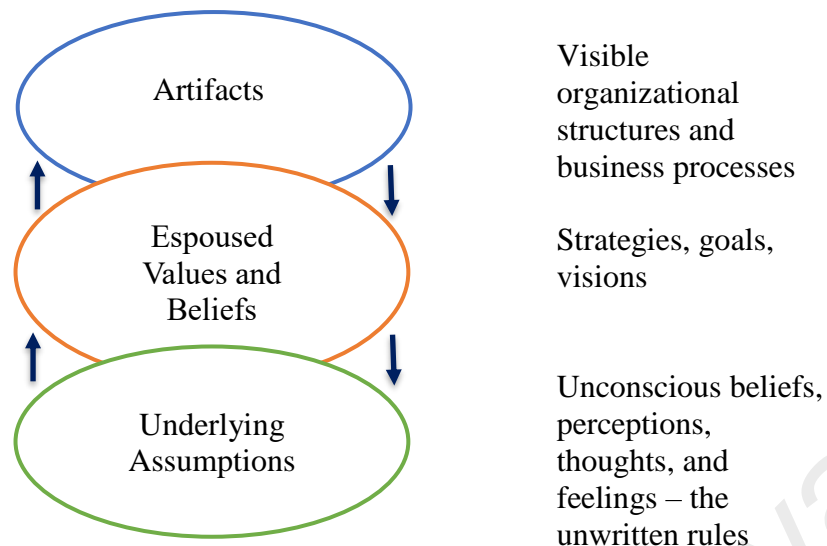 Artifacts
Visible
organizational
structures and
business processes
Espoused
Values and
Beliefs
Strategies, goals,
visions
Underlying
Assumptions
Unconscious beliefs,
perceptions,
thoughts, and
feelings – the
unwritten rules